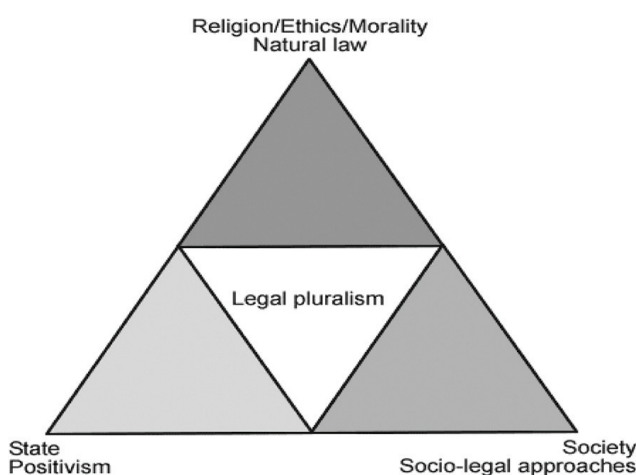 Religion/Ethics/Morality
Natural law
Legal pluralism
State
Positivism
Society
Socio-legal approaches